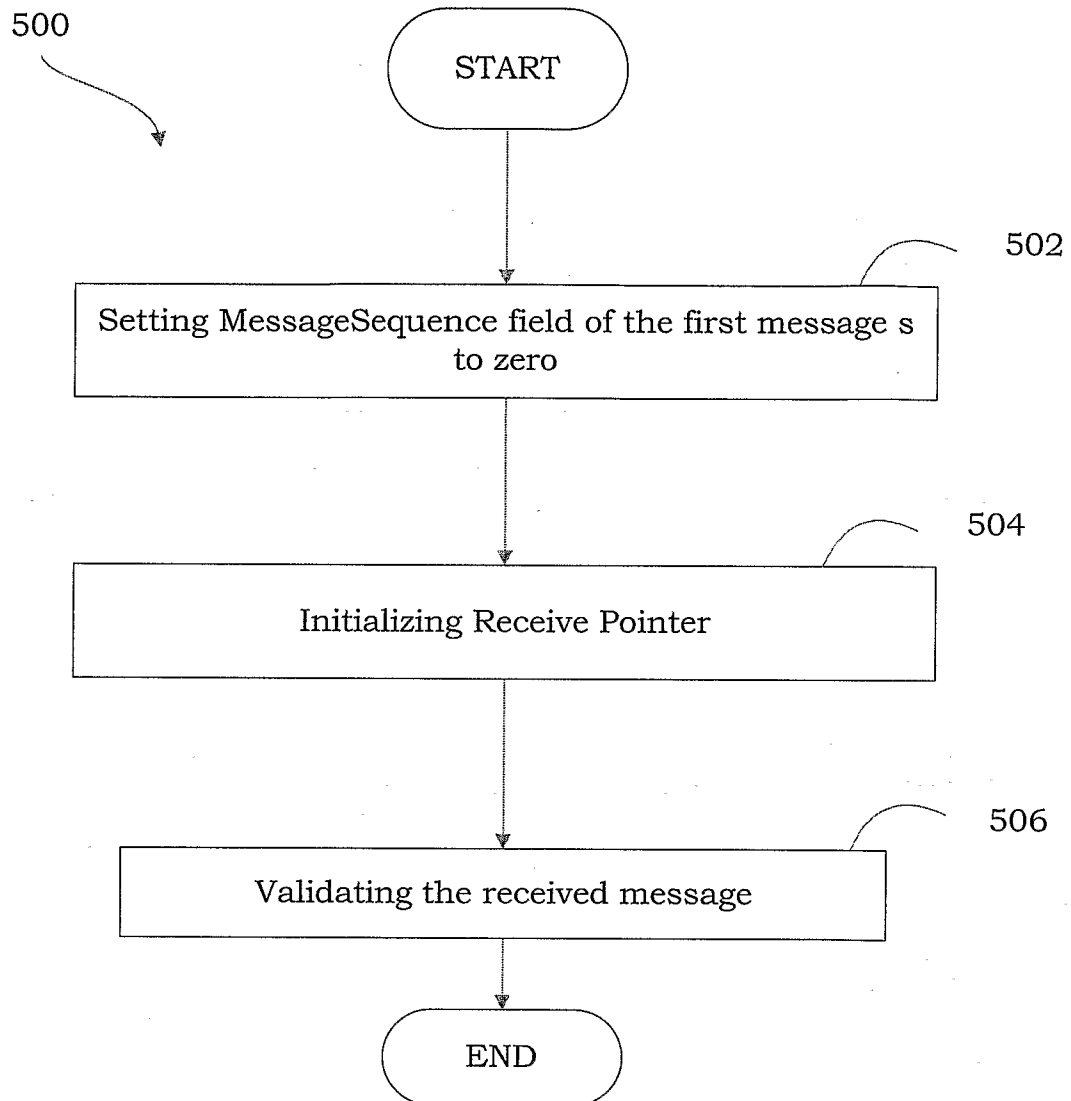 500
START
502
Setting MessageSequence field of the first message s
to zero
504
Initializing Receive Pointer
506
Validating the received message
END